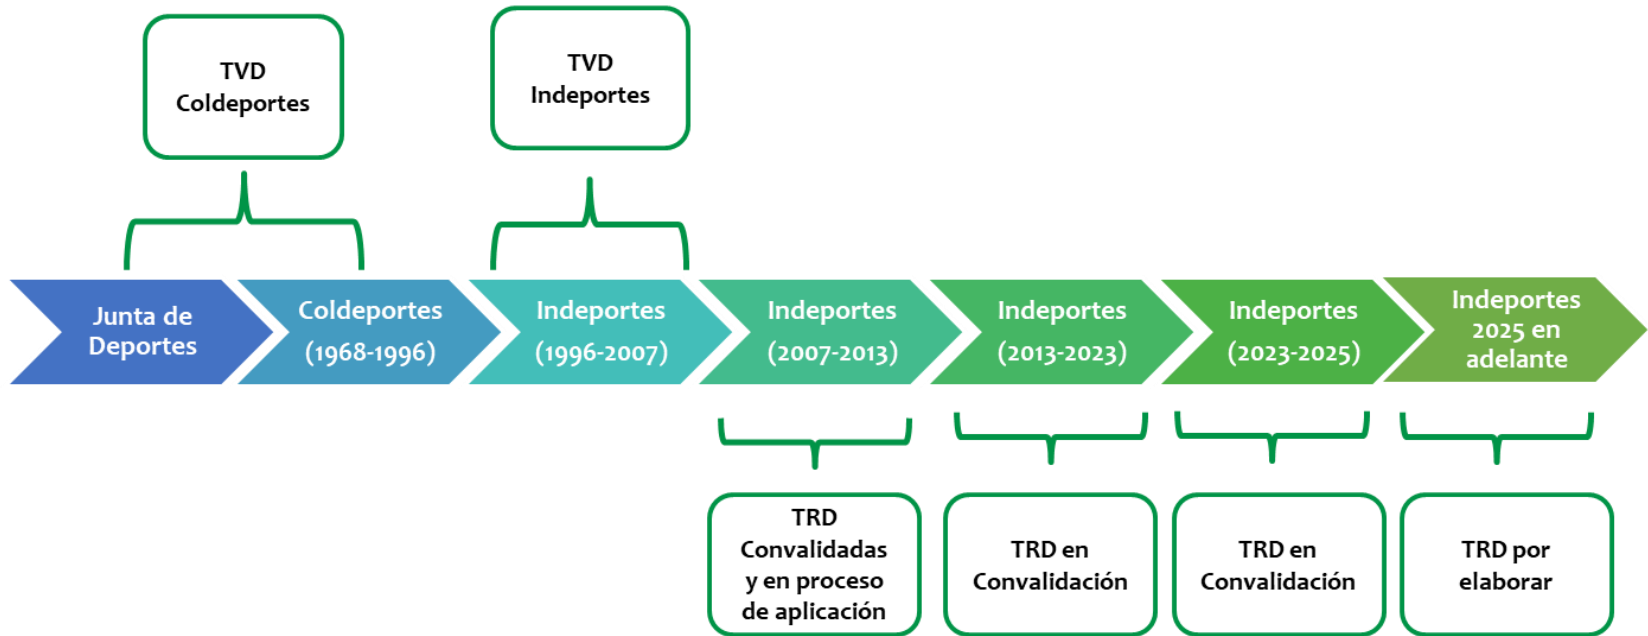 TVD
Coldeportes
TVD
Indeportes
Junta de
Deportes
Coldeportes
(1968-1996)
Indeportes
(1996-2007)
Indeportes
(2007-2013)
Indeportes
(2013-2023)
Indeportes
(2023-2025)
Indeportes
2025 en
adelante
TRD
Convalidadas
y en proceso
de aplicación
TRD en
Convalidación
TRD en
Convalidación
TRD por
elaborar